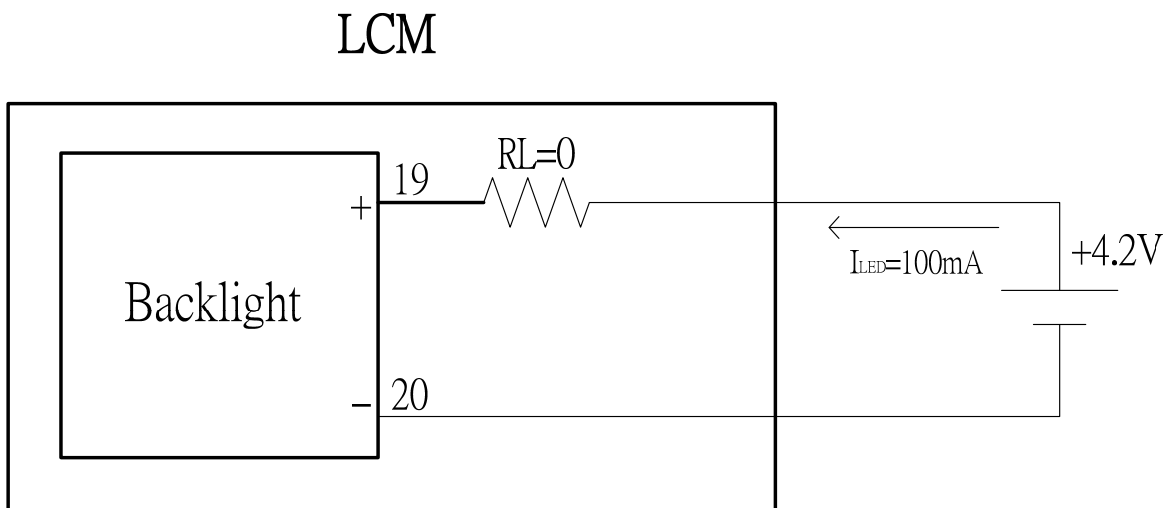 LCM
RL=0
19
+
+4.2V
ILED=100mA
Backlight
20
−